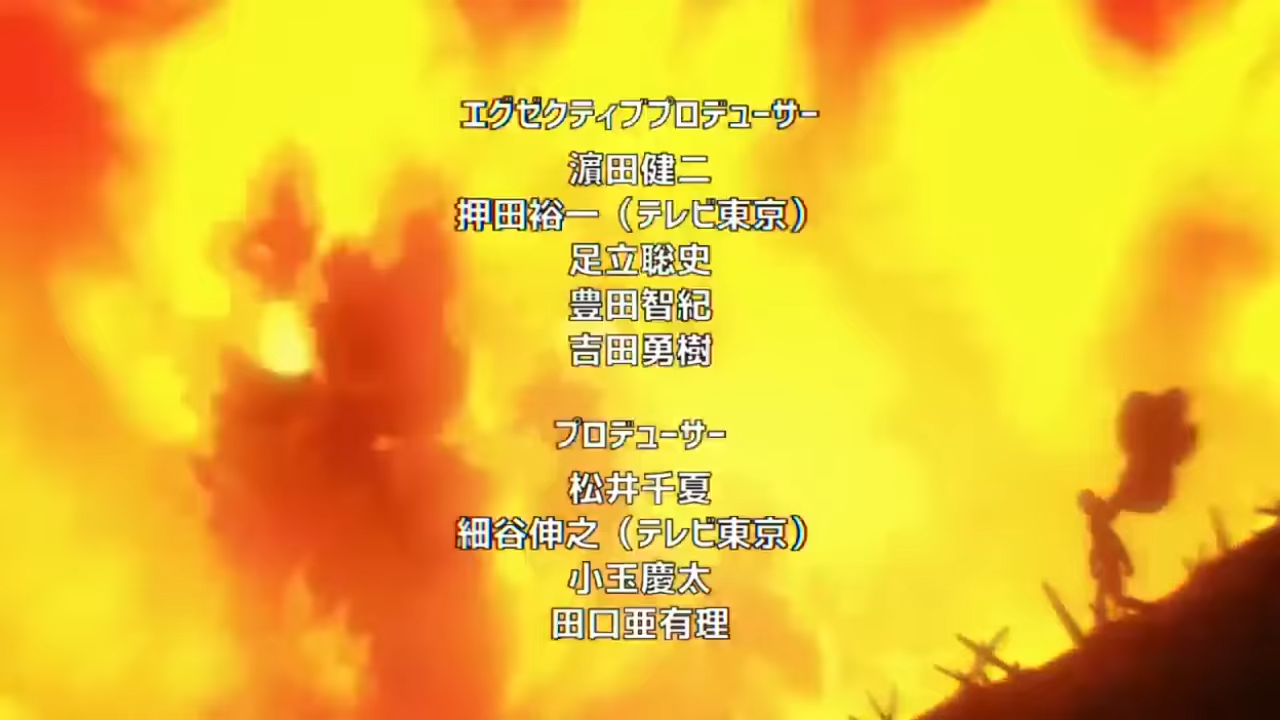 エグゼクティブプロデューサー
濵田健二
押田裕一（テレビ東京）
足立聡史
豊田智紀
吉田勇樹
プロデューサー
松井千夏
細谷伸之（テレビ東京）
小玉慶太
田口亜有理